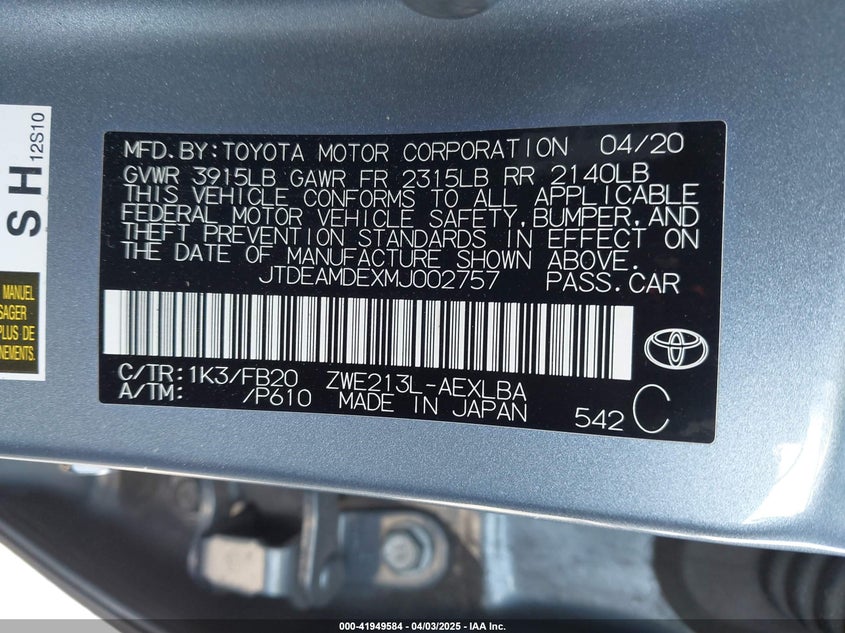 SH
12S10
MANUEL
SAGER
PLUS DE
NEMENTS.
MFD.BY:TOYOTA MOTOR CORPORATION 04/20
GVWR 3915LB GAWR FR 2315LB RR 2140LB
THIS VEHICLE CONFORMS TO ALL APPLICABLE
FEDERAL MOTOR VEHICLE SAFETY,BUMPER,AND
THEFT PREVENTION STANDARDS IN EFFECT ON
THE DATE OF MANUFACTURE SHOWN ABOVE.
JTDEAMDEXMJ002757 PASS.CAR
C/TR:1K3/FB20 ZWE213L-AEXLBA
A/TM: /P610 MADE IN JAPAN 542 C
000-41949584 - 04/03/2025 - IAA Inc.